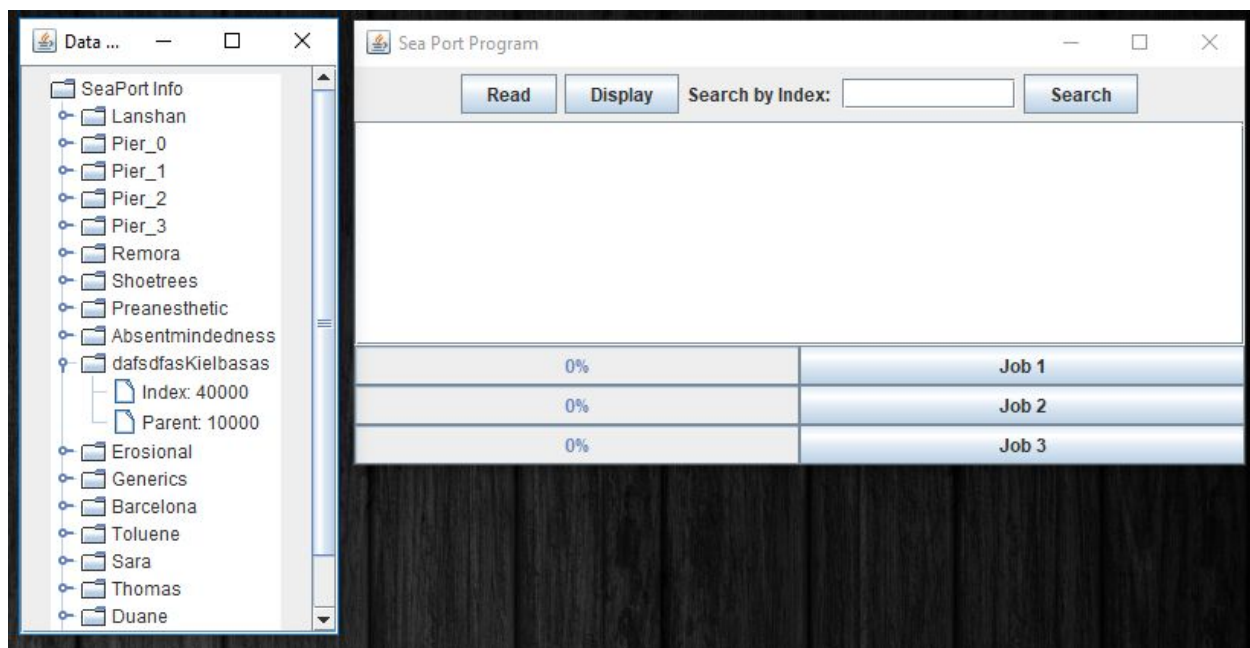 Data ...
SeaPort Info
Lanshan
Pier_0
Pier_1
Pier_2
Pier_3
Remora
Shoetrees
Preanesthetic
Absentmindedness
dafsdfasKielbasas
Index: 40000
Parent: 10000
Erosional
Generics
Barcelona
Toluene
Sara
Thomas
Duane
Sea Port Program
Read Display Search by Index: Search
0% Job 1
0% Job 2
0% Job 3